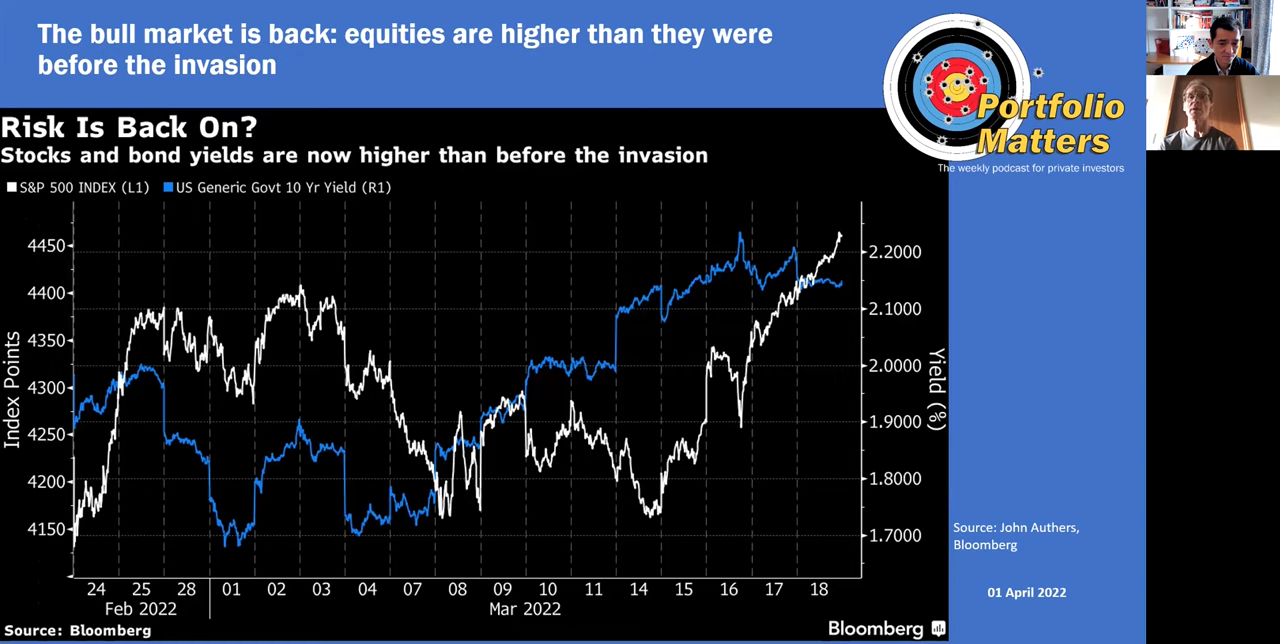 The bull market is back: equities are higher than they were
before the invasion
Portfolio
Matters
The weekly podcast for private investors
Risk Is Back On?
Stocks and bond yields are now higher than before the invasion
S&P 500 INDEX (L1) US Generic Govt 10 Yr Yield (R1)
Index Points
4450
4400
4350
4300
4250
4200
4150
2.2000
2.1000
2.0000
1.9000
1.8000
1.7000
Yield (%)
24 25 28 01 02 03 04 07 08 09 10 11 14 15 16 17 18
Feb 2022 Mar 2022
Source: Bloomberg
Bloomberg
Source: John Authers,
Bloomberg
01 April 2022